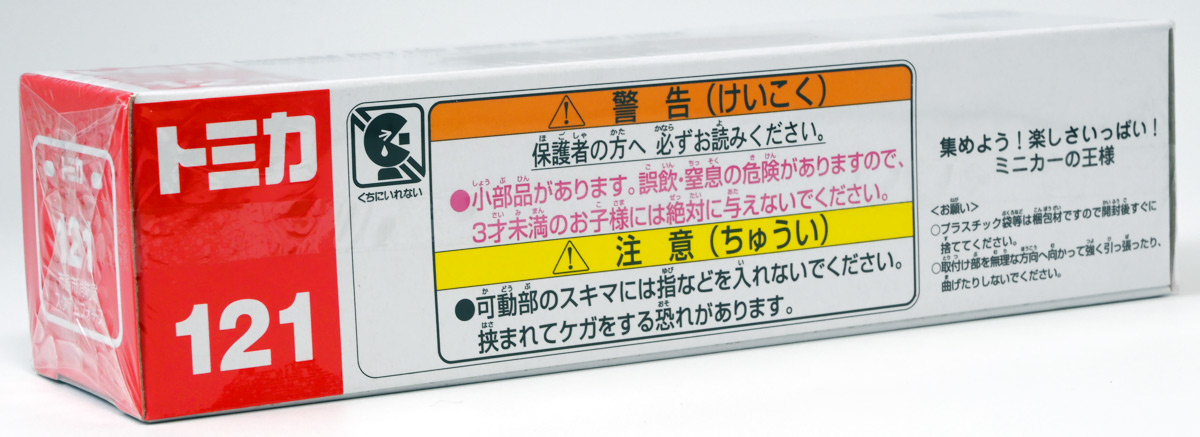 トミカ
121
121
くちにいれない
警告(けいこく)
保護者の方へ 必ずお読みください。
●小部品があります。誤飲・窒息の危険がありますので、
3才未満のお子様には絶対に与えないでください。
注意(ちゅうい)
●可動部のスキマには指などを入れないでください。
挟まれてケガをする恐れがあります。
集めよう!楽しさいっぱい!
ミニカーの王様
<お願い>
○プラスチック袋等は梱包材ですので開封後すぐに
捨ててください。
○取付け部を無理な方向へ向かって強く引っ張ったり、
曲げたりしないでください。